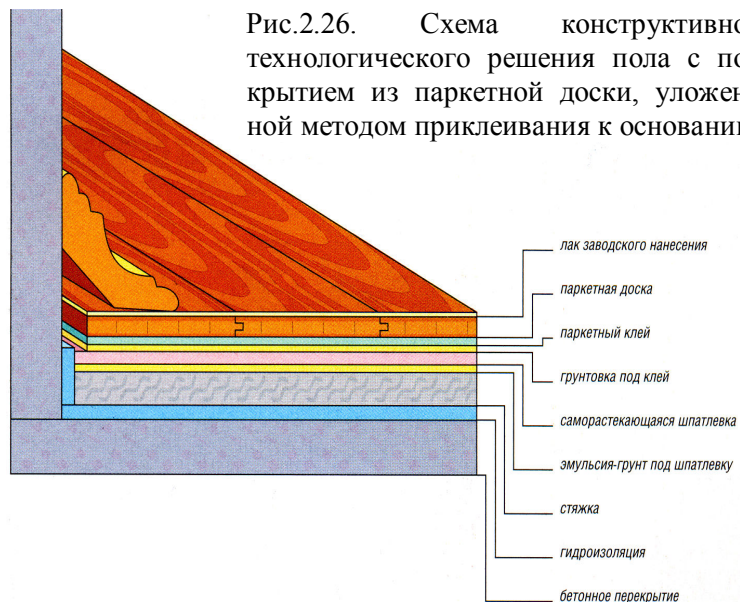 Рис.2.26. Схема конструктивно
технологического решения пола с по
крытием из паркетной доски, уложен
ной методом приклеивания к основани
лак заводского нанесения
паркетная доска
паркетный клей
грунтовка под клей
саморастекающаяся шпатлевка
эмульсия-грунт под шпатлевку
стяжка
гидроизоляция
бетонное перекрытие